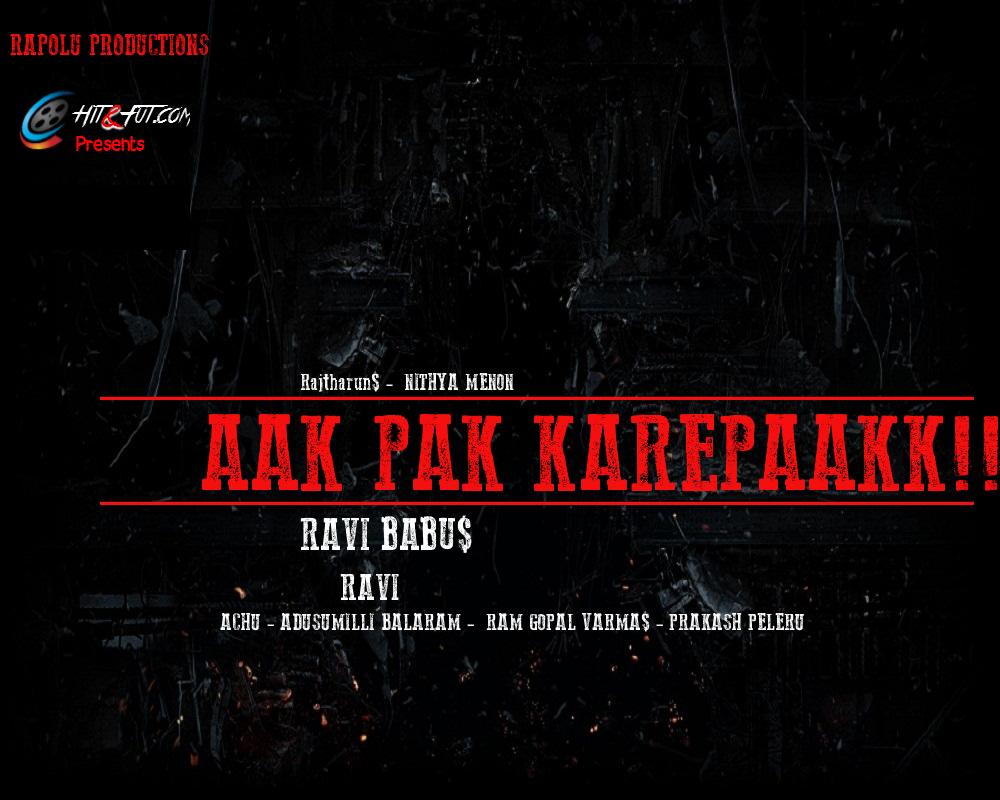 RAPOLU PRODUCTION$
HIT&FUT.COM
Presents
Rajtharun$ - NITHYA MENON
AAK PAK KAREPAAKK!!
RAVI BABU$
RAVI
ACHU - ADUSUMILLI BALARAM - RAM GOPAL VARMA$ - PRAKASH PELERU